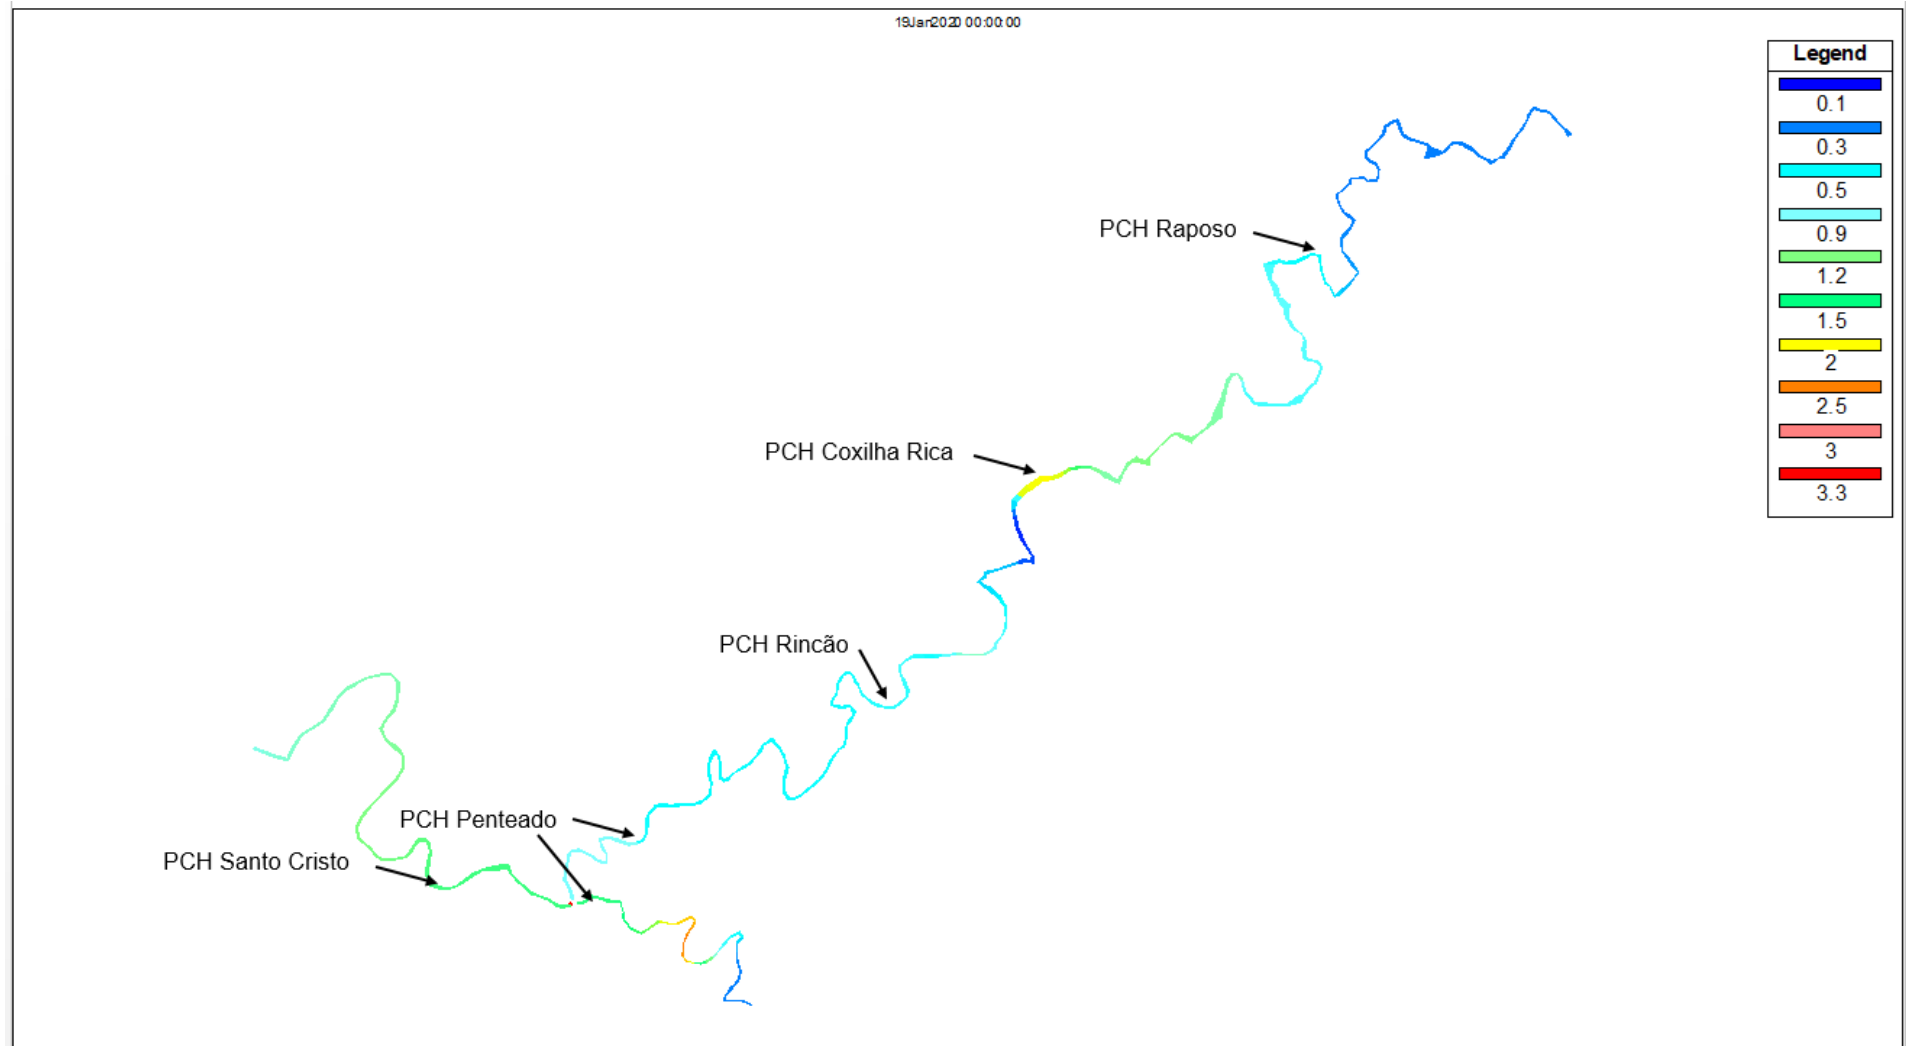 19Jan2020 00:00:00
Legend
0.1
0.3
0.5
0.9
1.2
1.5
2
2.5
3
3.3
PCH Raposo
PCH Coxilha Rica
PCH Rincão
PCH Penteado
PCH Santo Cristo